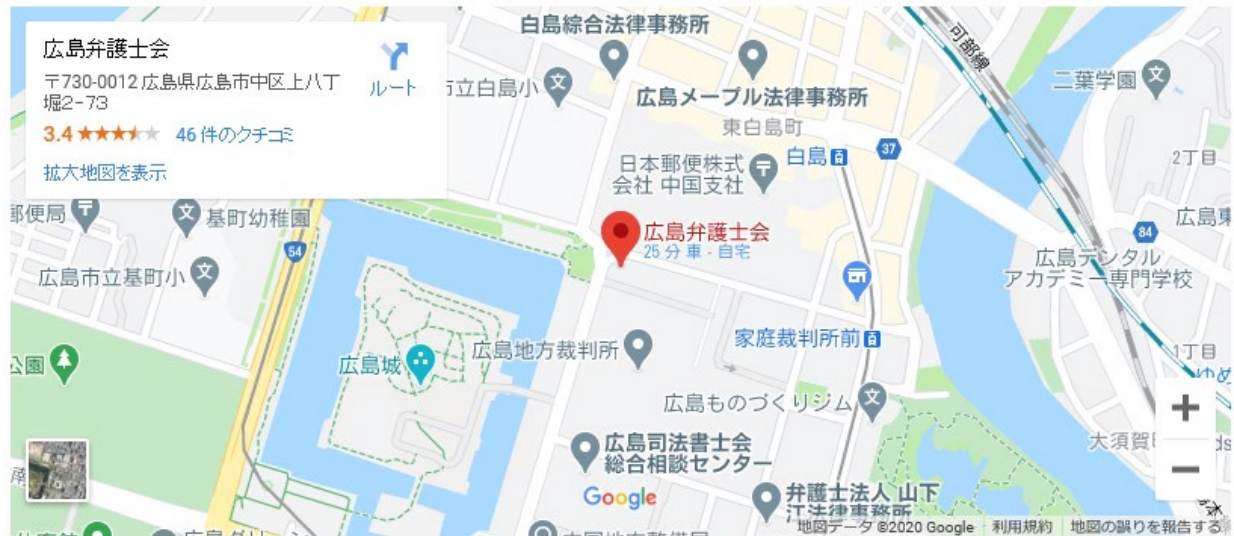 広島弁護士会
〒730-0012 広島県広島市中区上八丁
堀2-73
ルート
3.4
46 件のクチコミ
拡大地図を表示
白島綜合法律事務所
可部線
市立白島小
二葉学園
広島メープル法律事務所
東白島町
37
日本郵便株式
会社 中国支社
白島
2丁目
郵便局
基町幼稚園
54
広島弁護士会
25 分 車 - 自宅
84
広島市立基町小
広島デンタル
アカデミー専門学校
家庭裁判所前
広島地方裁判所
1丁目
公園
広島城
ゆめ
広島ものづくりジム
+
大須賀
広島司法書士会
総合相談センター
−
Google
弁護士法人 山下
江法律事務所
地図データ ©2020 Google
利用規約
地図の誤りを報告する